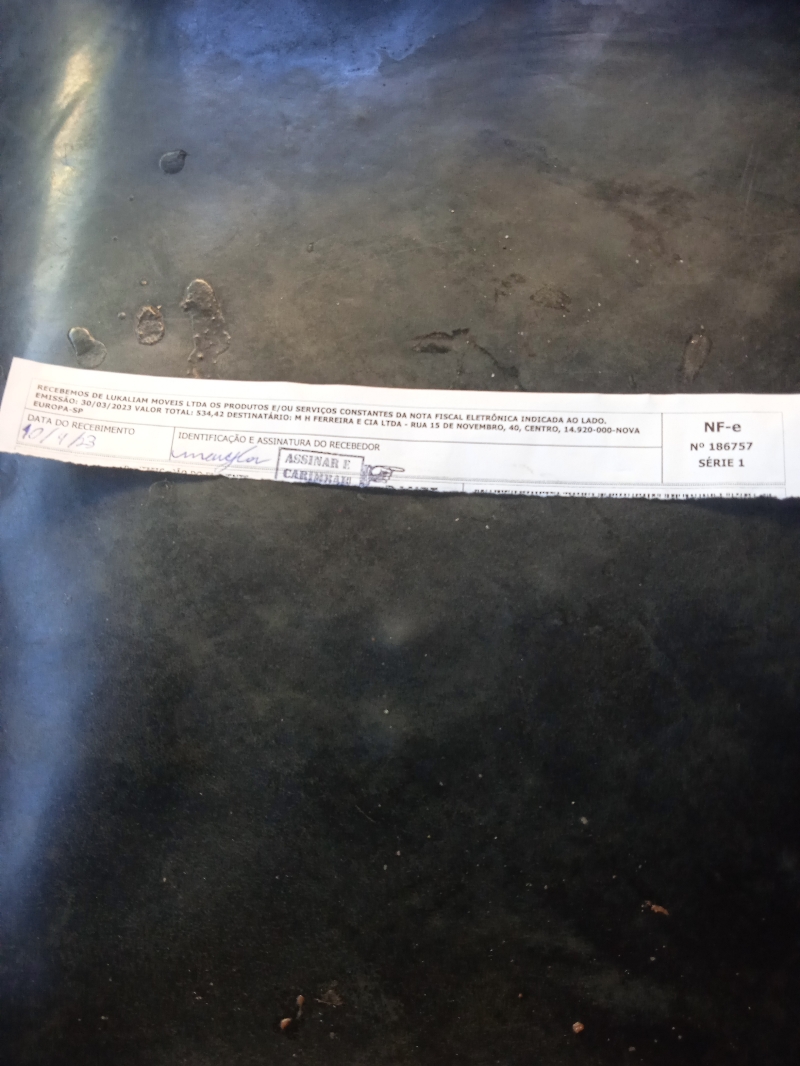 RECEBEMOS DE LUKALIAM MOVEIS LTDA OS PRODUTOS E/OU SERVIÇOS CONSTANTES DA NOTA FISCAL ELETRÔNICA INDICADA AO LADO.
EMISSÃO: 30/03/2023 VALOR TOTAL: 534,42 DESTINATÁRIO: M H FERREIRA E CIA LTDA - RUA 15 DE NOVEMBRO, 40, CENTRO, 14.920-000-NOVA
EUROPA-SP
NF-e
Nº 186757
SÉRIE 1
DATA DO RECEBIMENTO
10/4/23
IDENTIFICAÇÃO E ASSINATURA DO RECEBEDOR
ASSINAR E
CARIMBAR